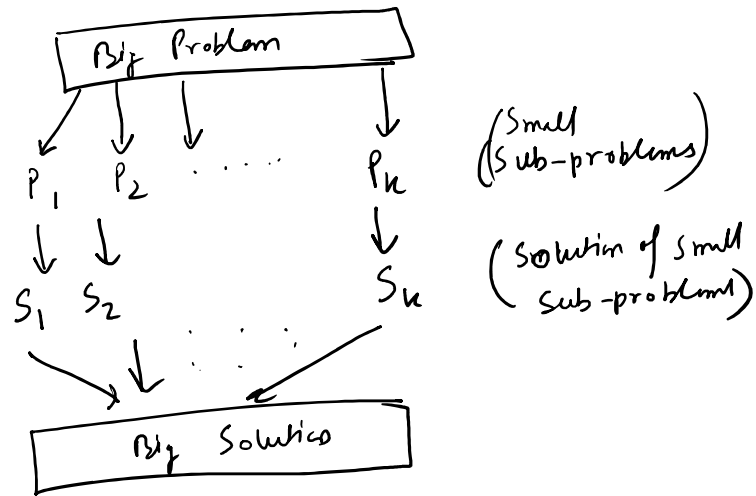 Big Problem
P1 P2 ..... Pk
(Small
Sub-problems)
S1 S2 Sk
(Solution of small
Sub-problems)
Big Solution